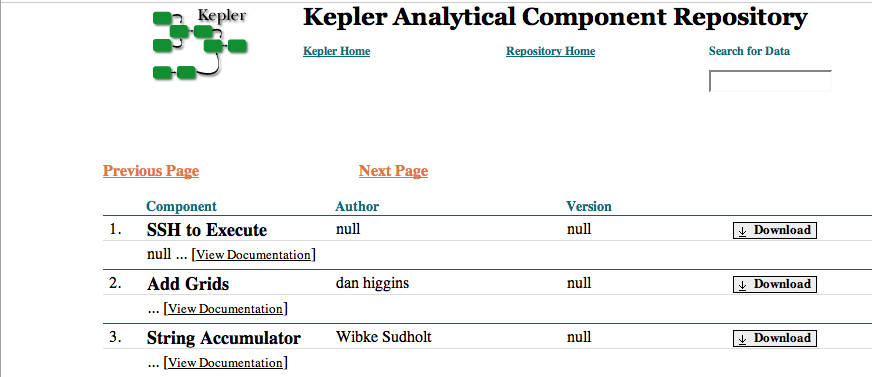 Kepler
Kepler Analytical Component Repository
Kepler Home Repository Home Search for Data
Previous Page Next Page
Component Author Version
1. SSH to Execute null null Download
null ... [View Documentation]
2. Add Grids dan higgins null Download
... [View Documentation]
3. String Accumulator Wibke Sudholt null Download
... [View Documentation]